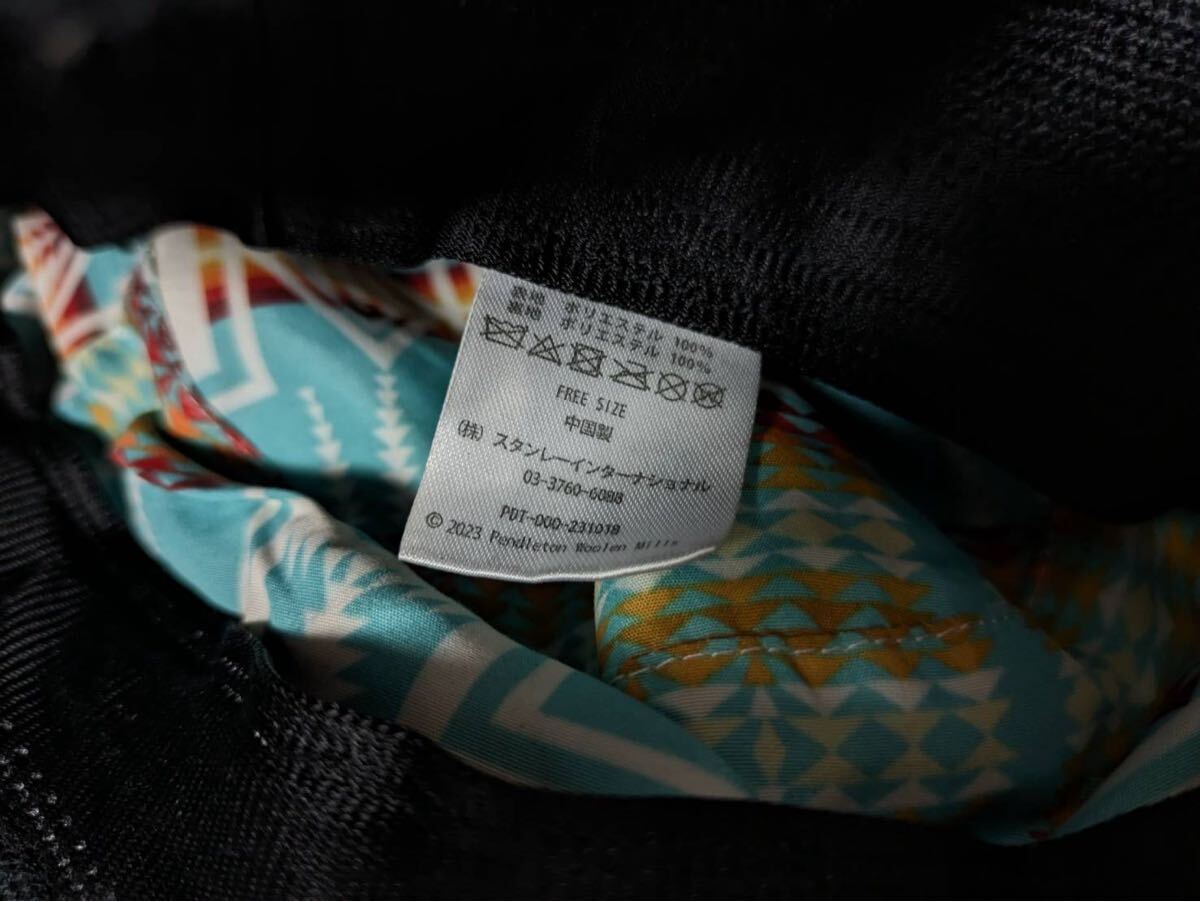 表地 ポリエステル 100%
裏地 ポリエステル 100%
FREE SIZE
中国製
(株) スタンレーインターナショナル
03-3760-6088
PDT-000-231018
© 2023 Pendleton Woolen Mills